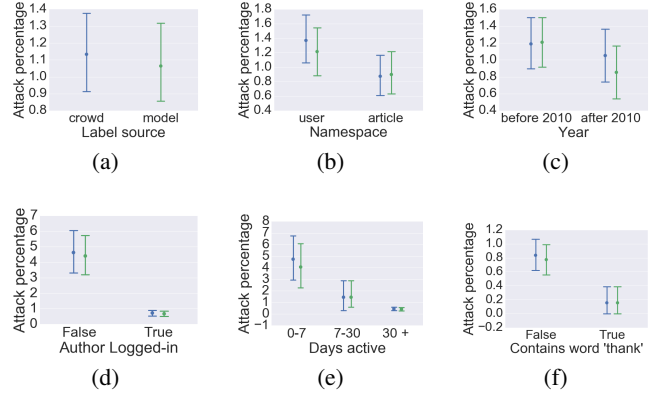 Attack percentage
1.4
1.3
1.2
1.1
1.0
0.9
0.8
crowd model
Label source
(a)
Attack percentage
1.8
1.6
1.4
1.2
1.0
0.8
0.6
0.4
user article
Namespace
(b)
Attack percentage
1.6
1.4
1.2
1.0
0.8
0.6
0.4
before 2010 after 2010
Year
(c)
Attack percentage
7
6
5
4
3
2
1
0
False True
Author Logged-in
(d)
Attack percentage
8
7
6
5
4
3
2
1
0
−1
0-7 7-30 30 +
Days active
(e)
Attack percentage
1.2
1.0
0.8
0.6
0.4
0.2
0.0
−0.2
False True
Contains word 'thank'
(f)